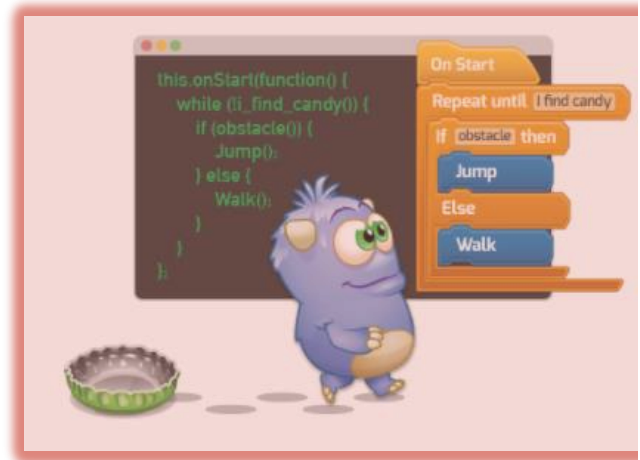 this.onStart(function() {
while (!i_find_candy()) {
if (obstacle()) {
Jump();
} else {
Walk();
}
}
};
On Start
Repeat until I find candy
If obstacle then
Jump
Else
Walk